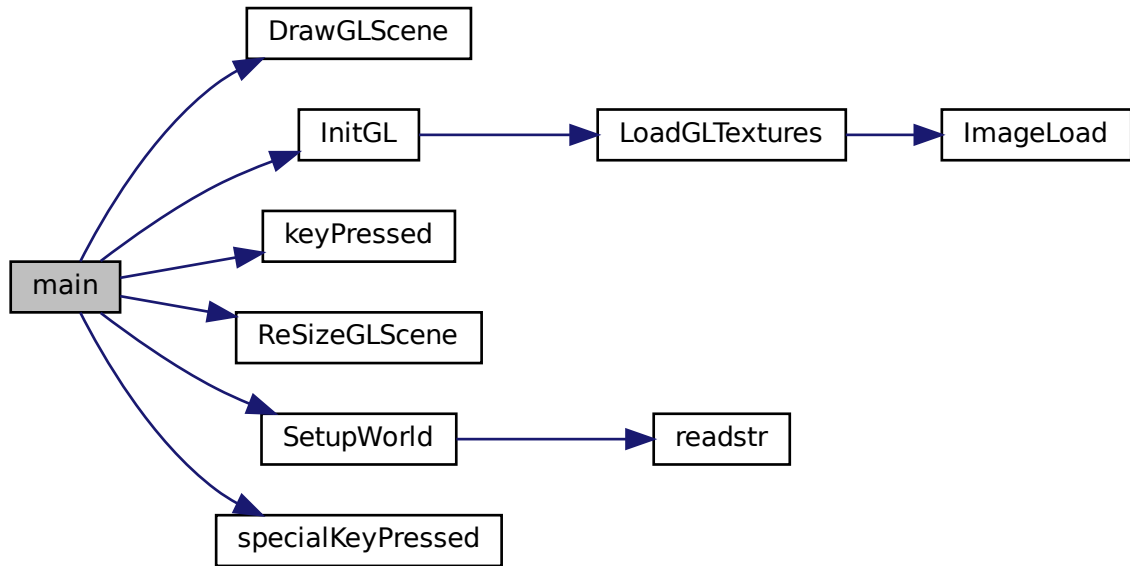 DrawGLScene
InitGL
LoadGLTextures
ImageLoad
keyPressed
main
ReSizeGLScene
SetupWorld
readstr
specialKeyPressed